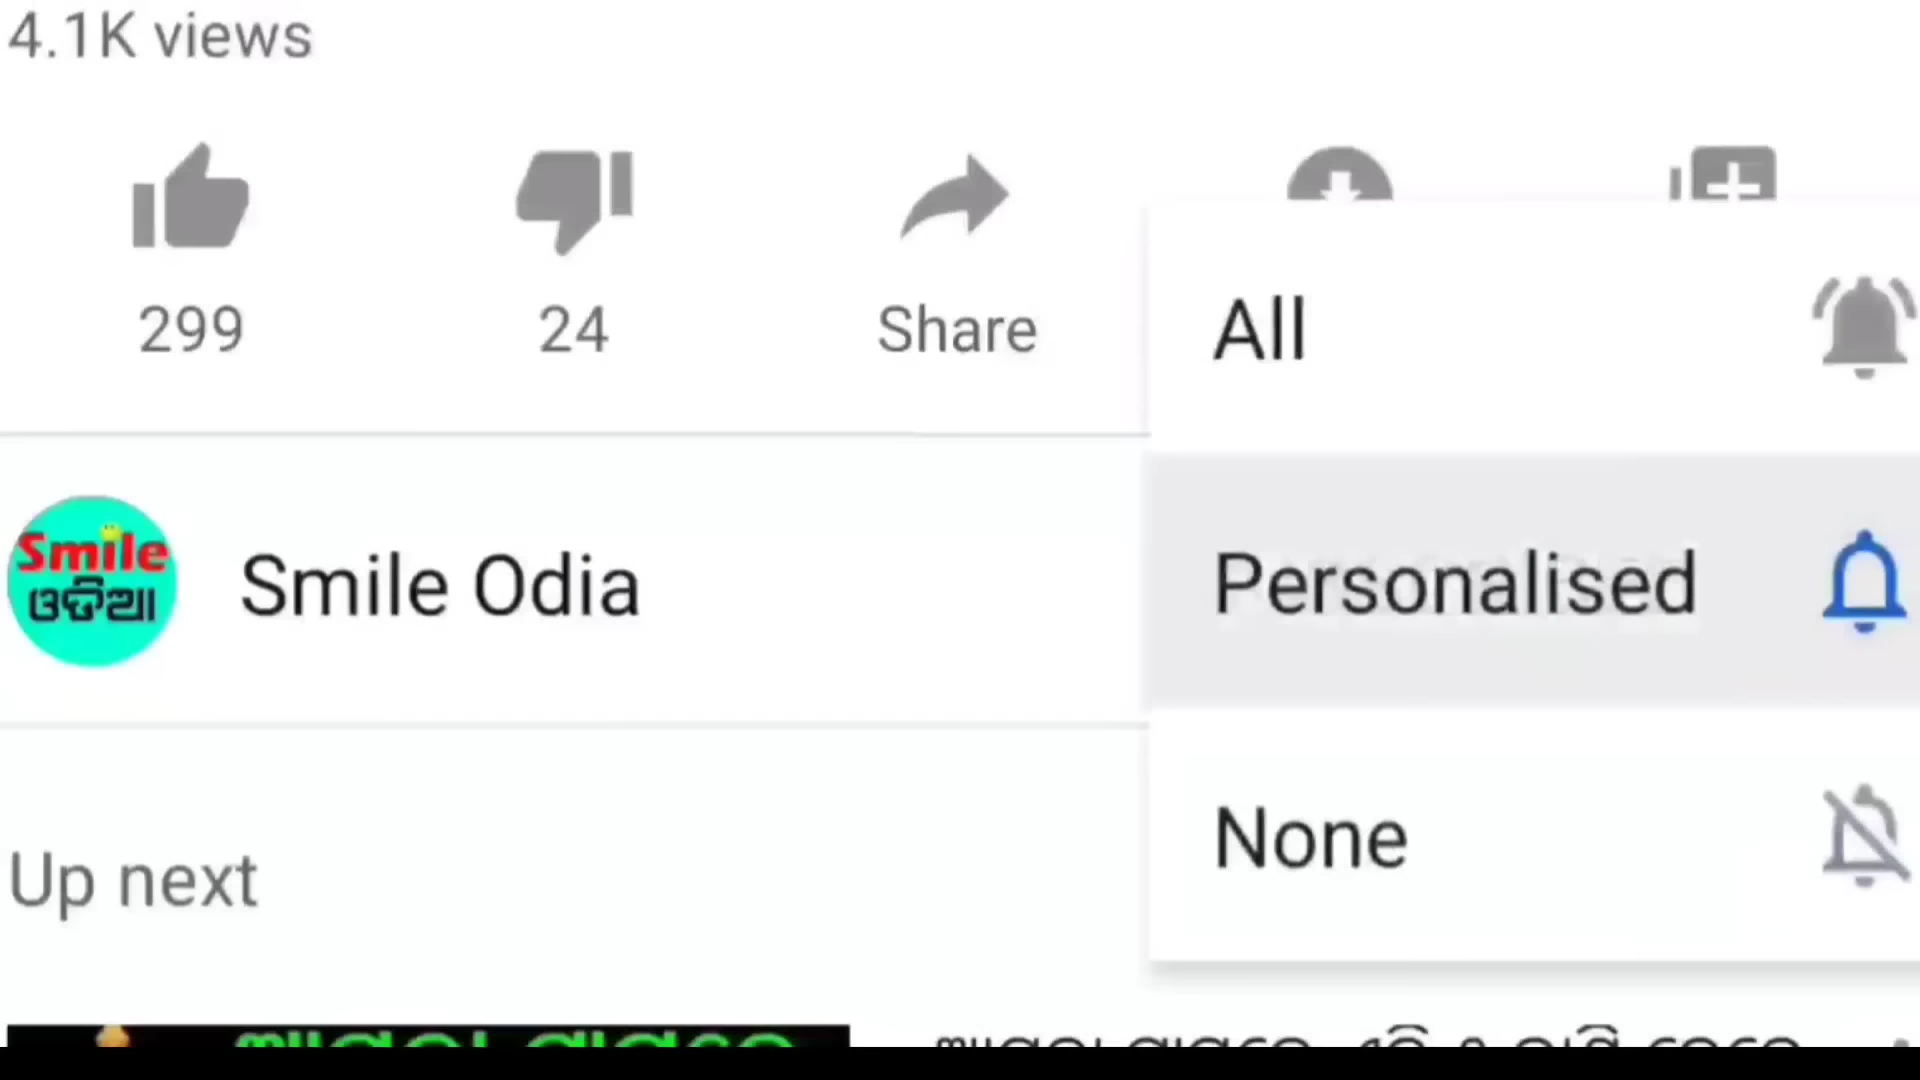 4.1K views
299
24
Share
All
Smile
ଓଡିଆ
Smile Odia
Personalised
None
Up next